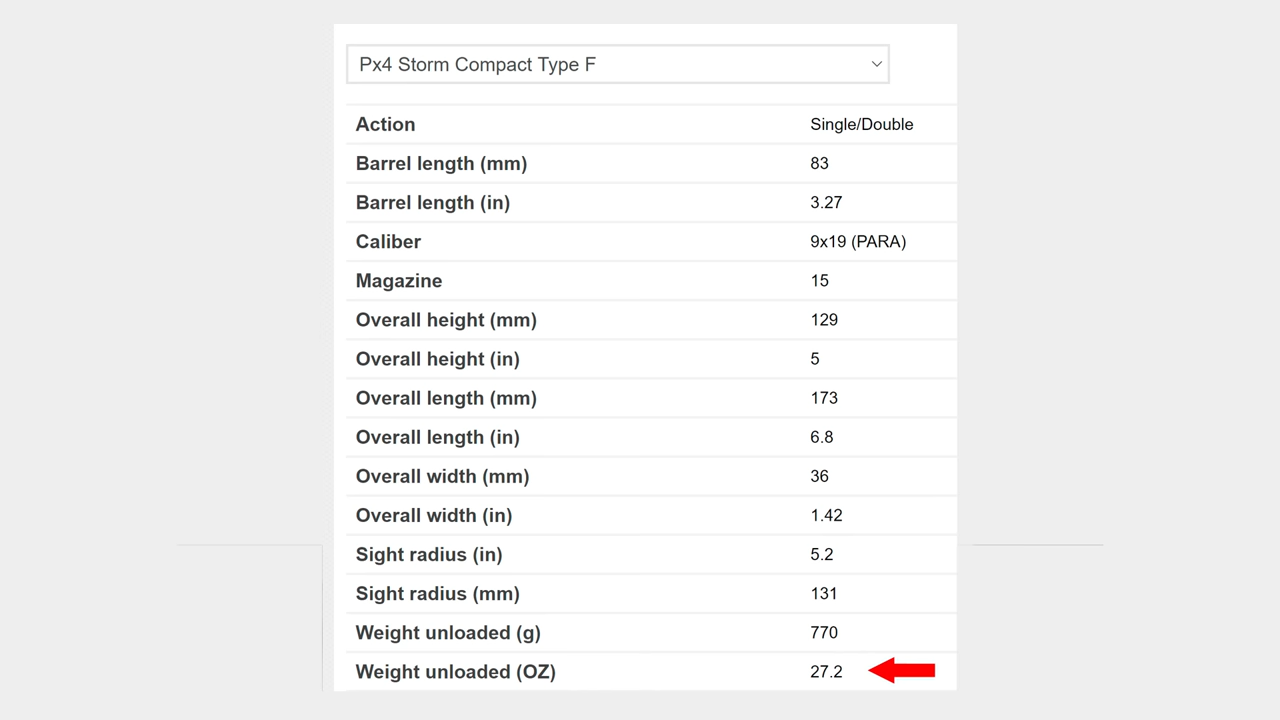 Px4 Storm Compact Type F
Action Single/Double
Barrel length (mm) 83
Barrel length (in) 3.27
Caliber 9x19 (PARA)
Magazine 15
Overall height (mm) 129
Overall height (in) 5
Overall length (mm) 173
Overall length (in) 6.8
Overall width (mm) 36
Overall width (in) 1.42
Sight radius (in) 5.2
Sight radius (mm) 131
Weight unloaded (g) 770
Weight unloaded (OZ) 27.2